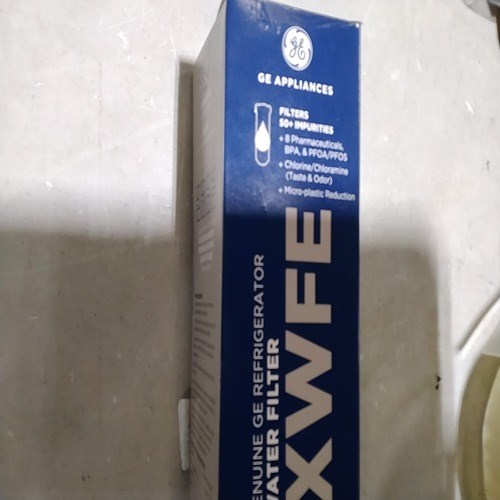 GE
GE APPLIANCES
FILTERS
50+ IMPURITIES
+ 8 Pharmaceuticals,
BPA, & PFOA/PFOS
+ Chlorine/Chloramine
(Taste & Odor)
+ Micro-plastic Reduction
ENUINE GE REFRIGERATOR
WATER FILTER
XWFE